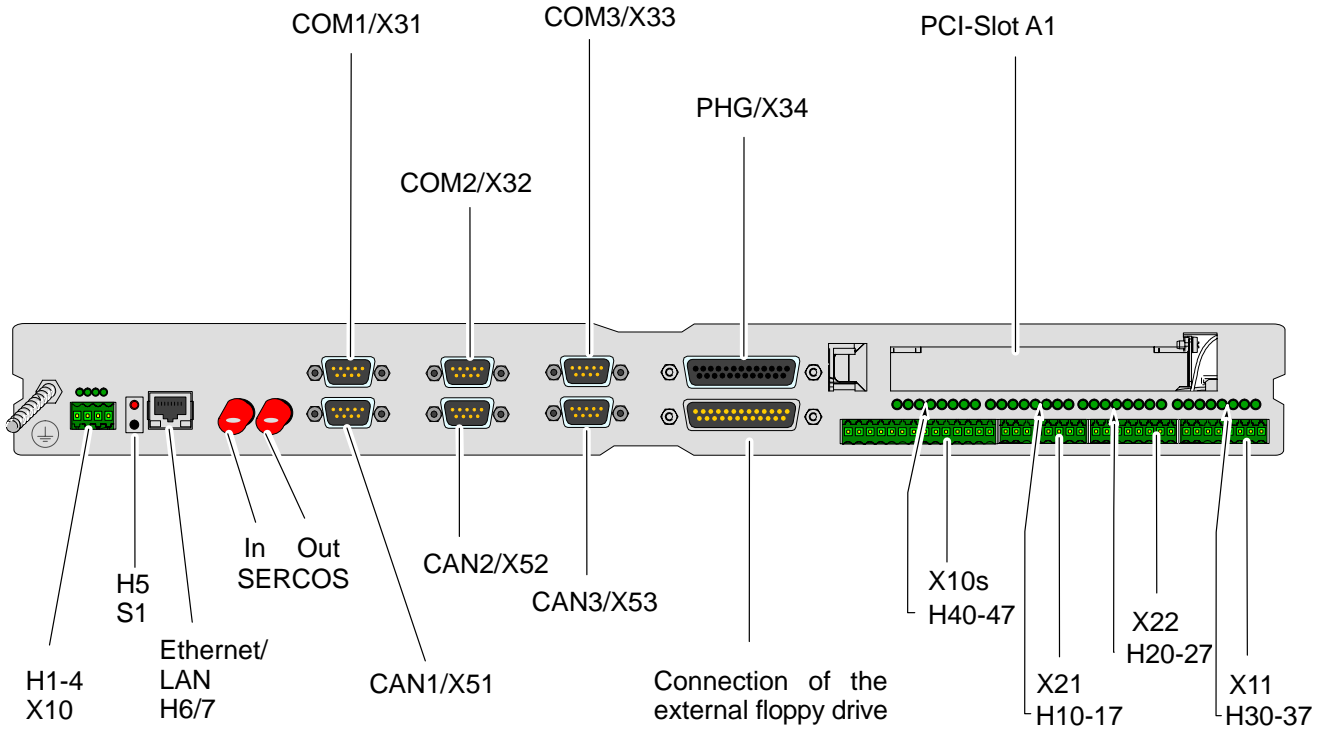 COM1/X31
COM3/X33
PCI-Slot A1
PHG/X34
COM2/X32
In Out
SERCOS
CAN2/X52
CAN3/X53
H5
S1
X10s
H40-47
X22
H20-27
Ethernet/
LAN
H6/7
H1-4
X10
CAN1/X51
Connection of the
external floppy drive
X21
H10-17
X11
H30-37